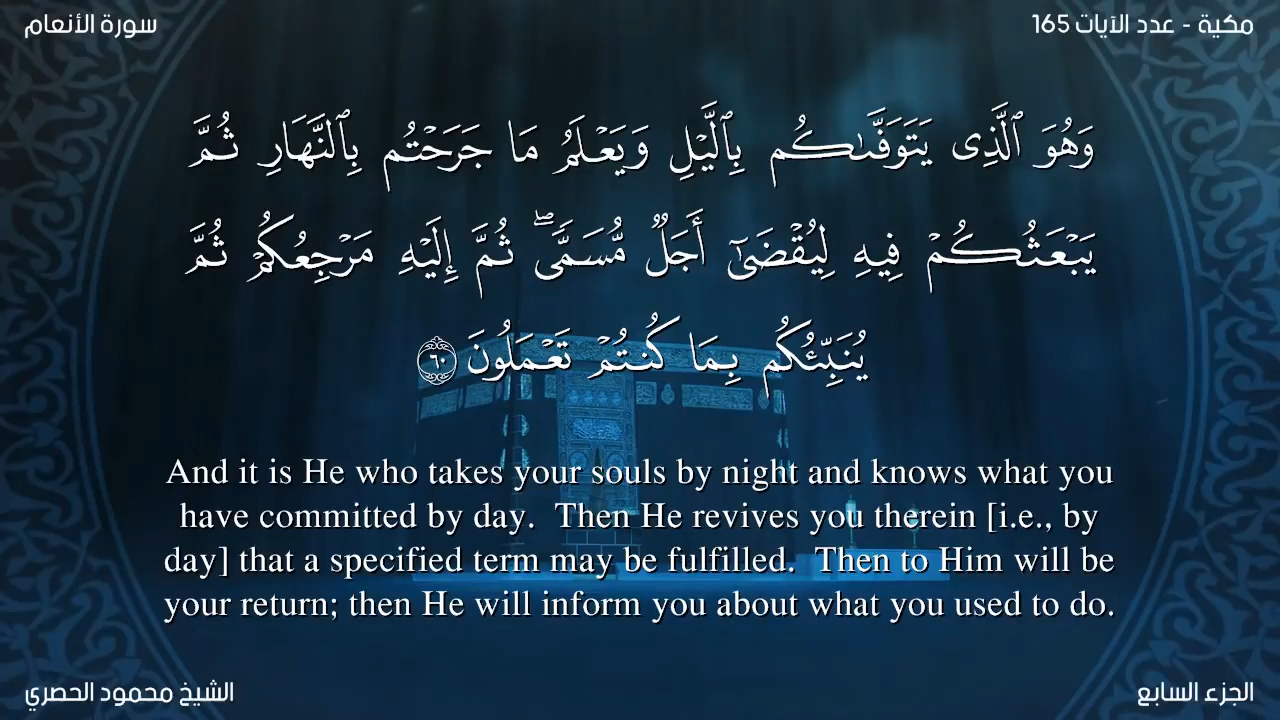 سورة الأنعام
مكية - عدد الآيات 165
وَهُوَ ٱلَّذِى يَتَوَفَّىٰكُم بِٱلَّيْلِ وَيَعْلَمُ مَا جَرَحْتُم بِٱلنَّهَارِ ثُمَّ
يَبْعَثُكُمْ فِيهِ لِيُقْضَىٰٓ أَجَلٌ مُّسَمًّى ۖ ثُمَّ إِلَيْهِ مَرْجِعُكُمْ ثُمَّ
يُنَبِّئُكُم بِمَا كُنتُمْ تَعْمَلُونَ ٦٠
And it is He who takes your souls by night and knows what you
have committed by day. Then He revives you therein [i.e., by
day] that a specified term may be fulfilled. Then to Him will be
your return; then He will inform you about what you used to do.
الشيخ محمود الحصري
الجزء السابع